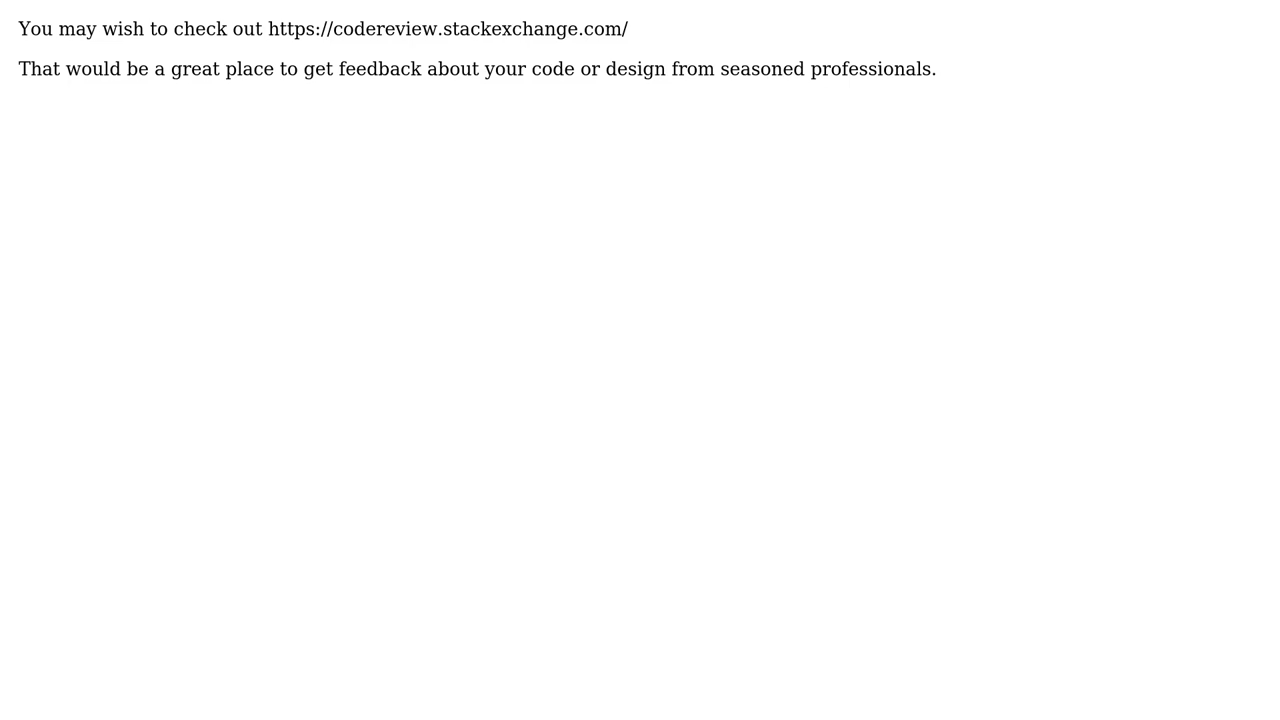 You may wish to check out https://codereview.stackexchange.com/
That would be a great place to get feedback about your code or design from seasoned professionals.